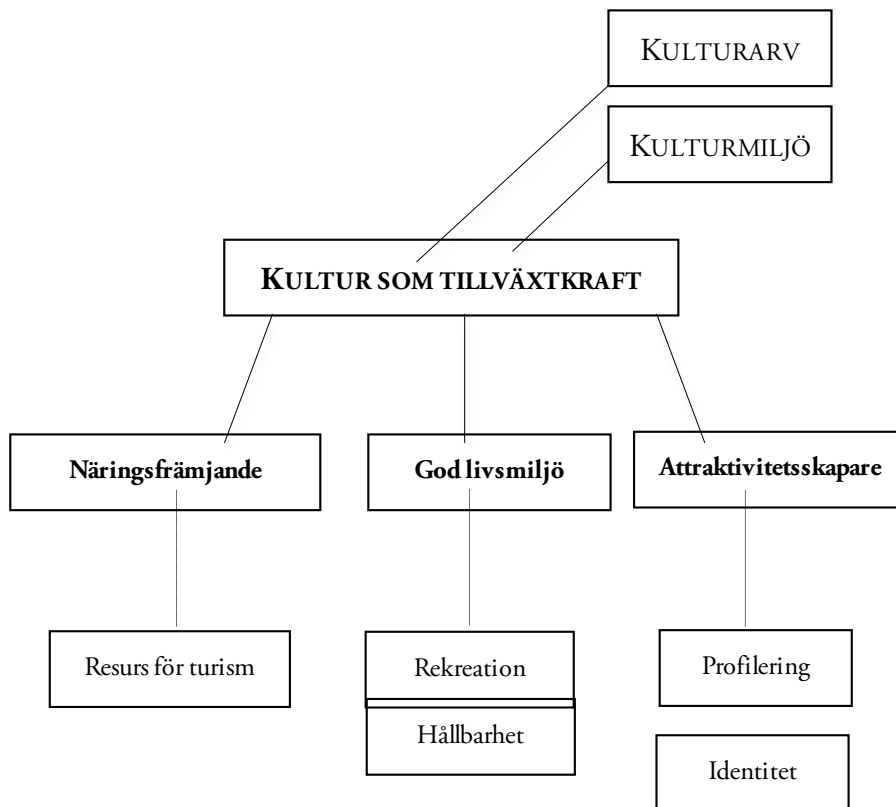 KULTURARV
KULTURMILJÖ
KULTUR SOM TILLVÄXTKRAFT
Näringsfrämjande
God livsmiljö
Attraktivitetsskapare
Resurs för turism
Rekreation
Profilering
Hållbarhet
Identitet